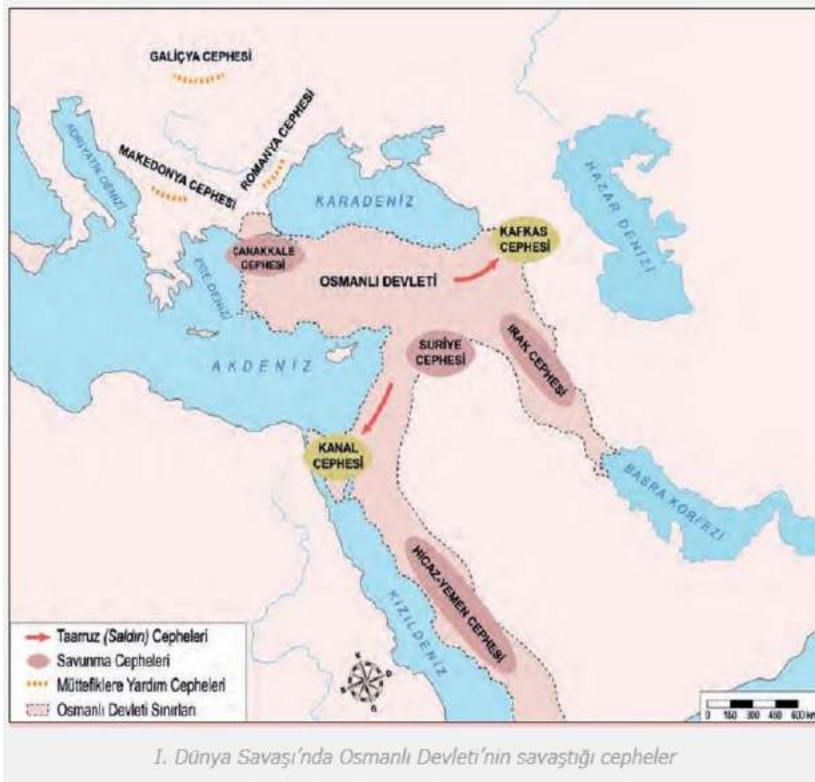 GALİÇYA CEPHESİ
ROMANYA CEPHESİ
MAKEDONYA CEPHESİ
ADRİYATİK DENİZİ
KARADENİZ
HAZAR DENİZİ
KAFKAS
CEPHESİ
ÇANAKKALE
CEPHESİ
OSMANLI DEVLETİ
EGE DENİZİ
SURİYE
CEPHESİ
IRAK CEPHESİ
AKDENİZ
KANAL
CEPHESİ
BASRA KÖRFEZİ
HİCAZ-YEMEN CEPHESİ
KIZILDENİZ
Taarruz (Saldırı) Cepheleri
Savunma Cepheleri
Müttefiklere Yardım Cepheleri
Osmanlı Devleti Sınırları
0 150 300 450 600 km
I. Dünya Savaşı'nda Osmanlı Devleti'nin savaştığı cepheler